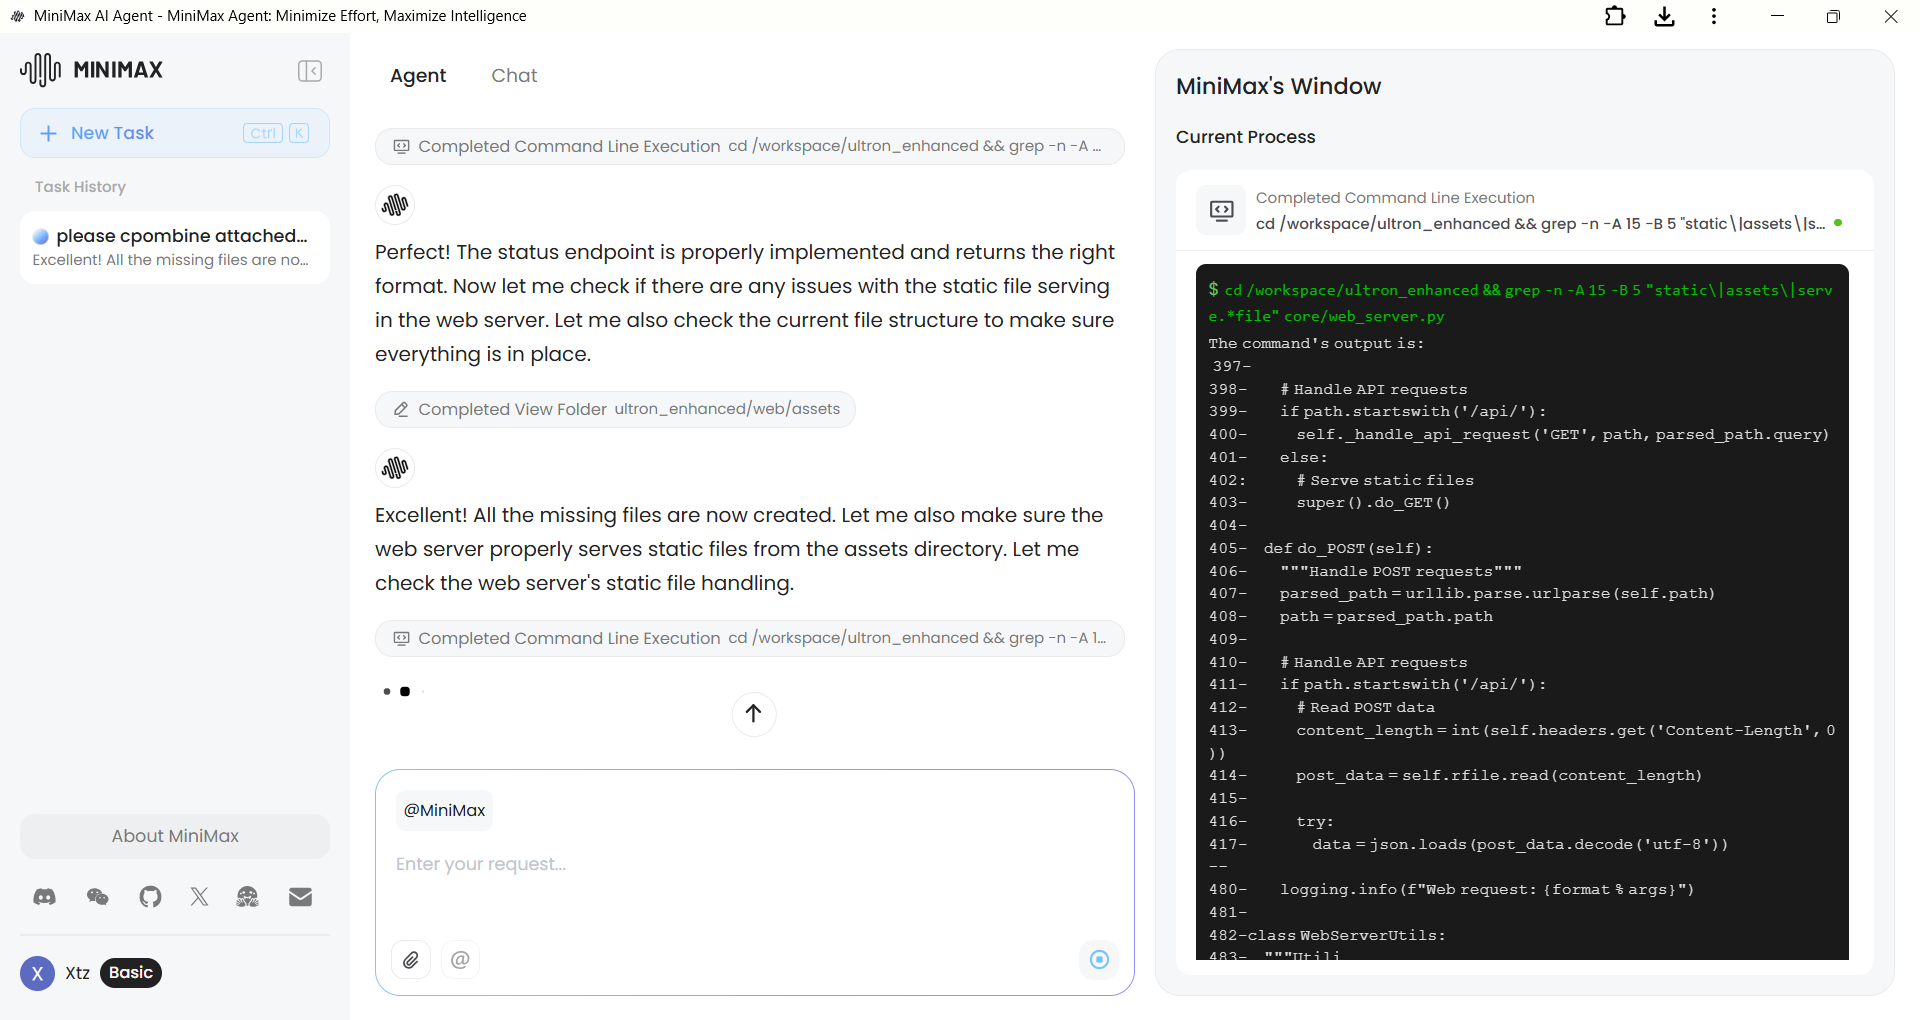 MiniMax AI Agent - MiniMax Agent: Minimize Effort, Maximize Intelligence
MINIMAX
New Task
Ctrl K
Task History
please cpombine attached...
Excellent! All the missing files are no...
About MiniMax
X
Xtz
Basic
Agent
Chat
Completed Command Line Execution cd /workspace/ultron_enhanced && grep -n -A ...
Perfect! The status endpoint is properly implemented and returns the right
format. Now let me check if there are any issues with the static file serving
in the web server. Let me also check the current file structure to make sure
everything is in place.
Completed View Folder ultron_enhanced/web/assets
Excellent! All the missing files are now created. Let me also make sure the
web server properly serves static files from the assets directory. Let me
check the web server's static file handling.
Completed Command Line Execution cd /workspace/ultron_enhanced && grep -n -A 1...
@MiniMax
Enter your request...
@
MiniMax's Window
Current Process
Completed Command Line Execution
cd /workspace/ultron_enhanced && grep -n -A 15 -B 5 "static\|assets\|s...
$ cd /workspace/ultron_enhanced && grep -n -A 15 -B 5 "static\|assets\|serv
e.*file" core/web_server.py
The command's output is:
397-
398-    # Handle API requests
399-    if path.startswith('/api/'):
400-      self._handle_api_request('GET', path, parsed_path.query)
401-    else:
402:      # Serve static files
403-      super().do_GET()
404-
405-  def do_POST(self):
406-    """Handle POST requests"""
407-    parsed_path = urllib.parse.urlparse(self.path)
408-    path = parsed_path.path
409-
410-    # Handle API requests
411-    if path.startswith('/api/'):
412-      # Read POST data
413-      content_length = int(self.headers.get('Content-Length', 0
))
414-      post_data = self.rfile.read(content_length)
415-
416-      try:
417-        data = json.loads(post_data.decode('utf-8'))
--
480-    logging.info(f"Web request: {format % args}")
481-
482-class WebServerUtils:
483-  """Utili